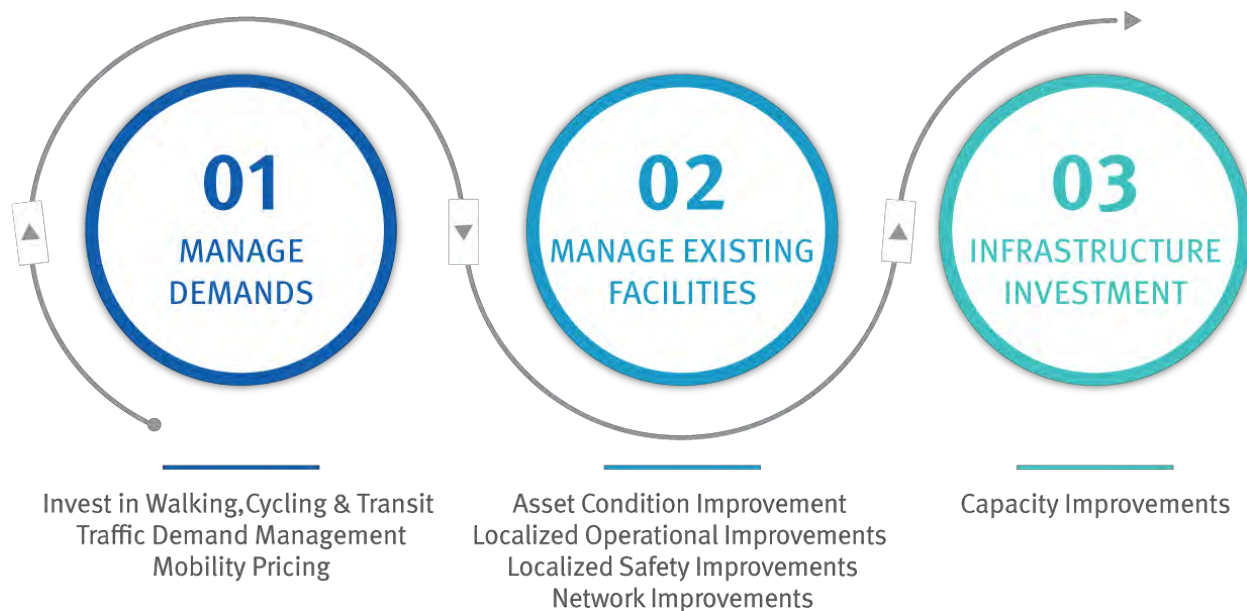 01
MANAGE
DEMANDS
Invest in Walking,Cycling & Transit
Traffic Demand Management
Mobility Pricing
02
MANAGE EXISTING
FACILITIES
Asset Condition Improvement
Localized Operational Improvements
Localized Safety Improvements
Network Improvements
03
INFRASTRUCTURE
INVESTMENT
Capacity Improvements